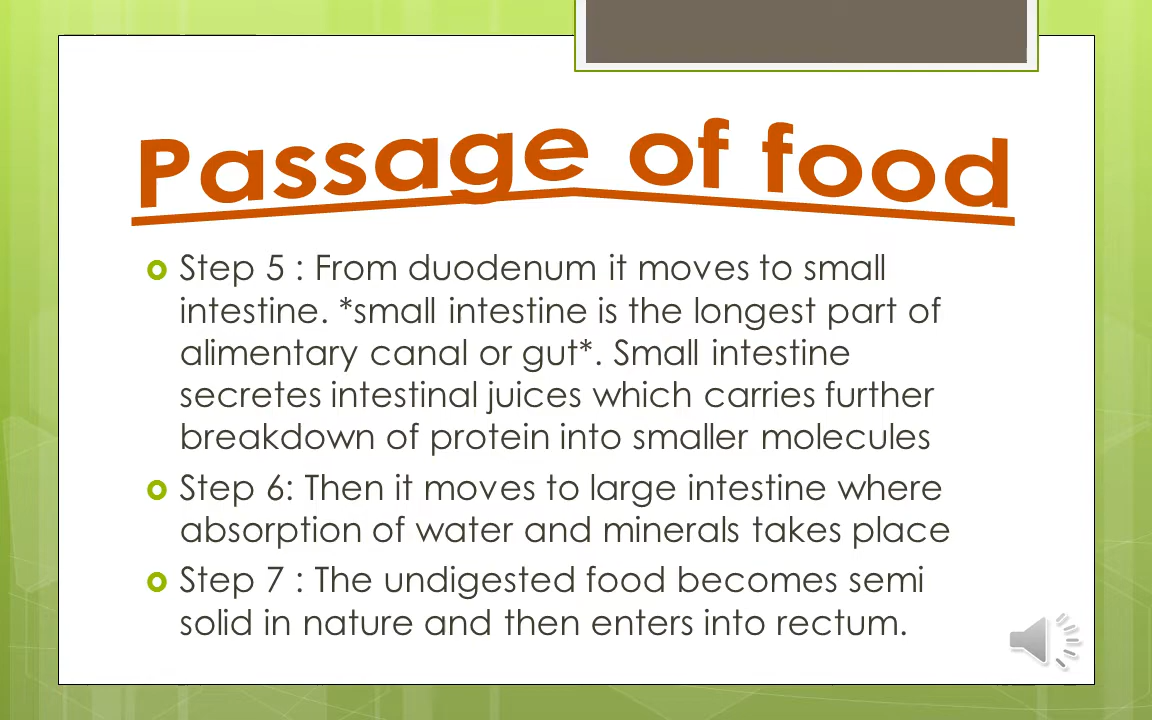 Passage of food
Step 5 : From duodenum it moves to small
intestine. *small intestine is the longest part of
alimentary canal or gut*. Small intestine
secretes intestinal juices which carries further
breakdown of protein into smaller molecules
Step 6: Then it moves to large intestine where
absorption of water and minerals takes place
Step 7 : The undigested food becomes semi
solid in nature and then enters into rectum.